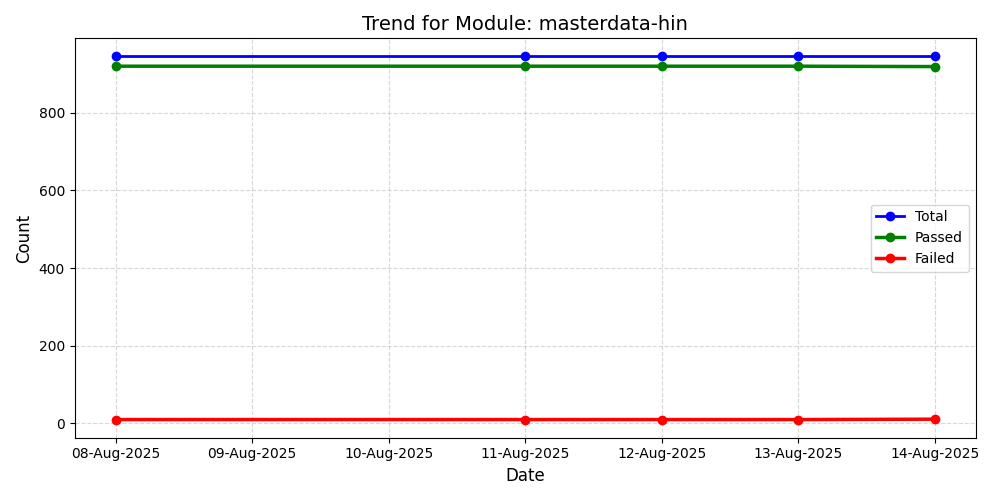 Trend for Module: masterdata-hin
800
600
400
200
0
Count
Total
Passed
Failed
08-Aug-2025 09-Aug-2025 10-Aug-2025 11-Aug-2025 12-Aug-2025 13-Aug-2025 14-Aug-2025
Date